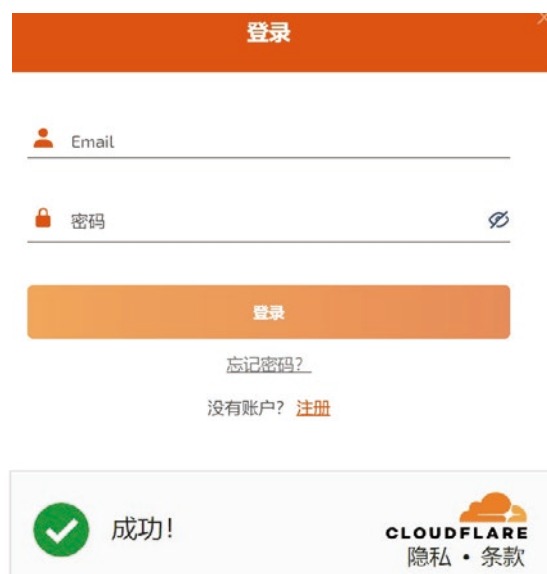 登录
Email
密码
登录
忘记密码?
没有账户? 注册
成功!
CLOUDFLARE
隐私 • 条款